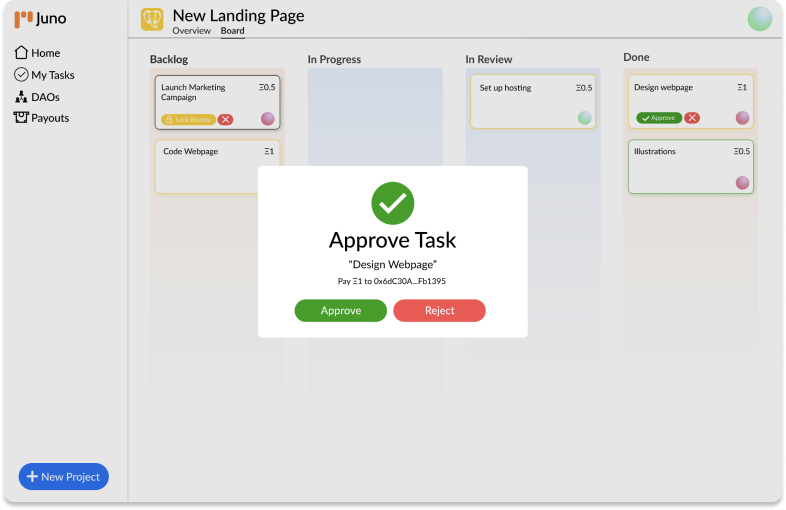 Juno
Home
My Tasks
DAOs
Payouts
New Project
New Landing Page
Overview Board
Backlog
Launch Marketing Ξ0.5
Campaign
Lock Bounty
Code Webpage Ξ1
In Progress
In Review
Set up hosting Ξ0.5
Done
Design webpage Ξ1
Approve
Illustrations Ξ0.5
Approve Task
“Design Webpage”
Pay Ξ1 to 0x6dC30A...Fb1395
Approve
Reject